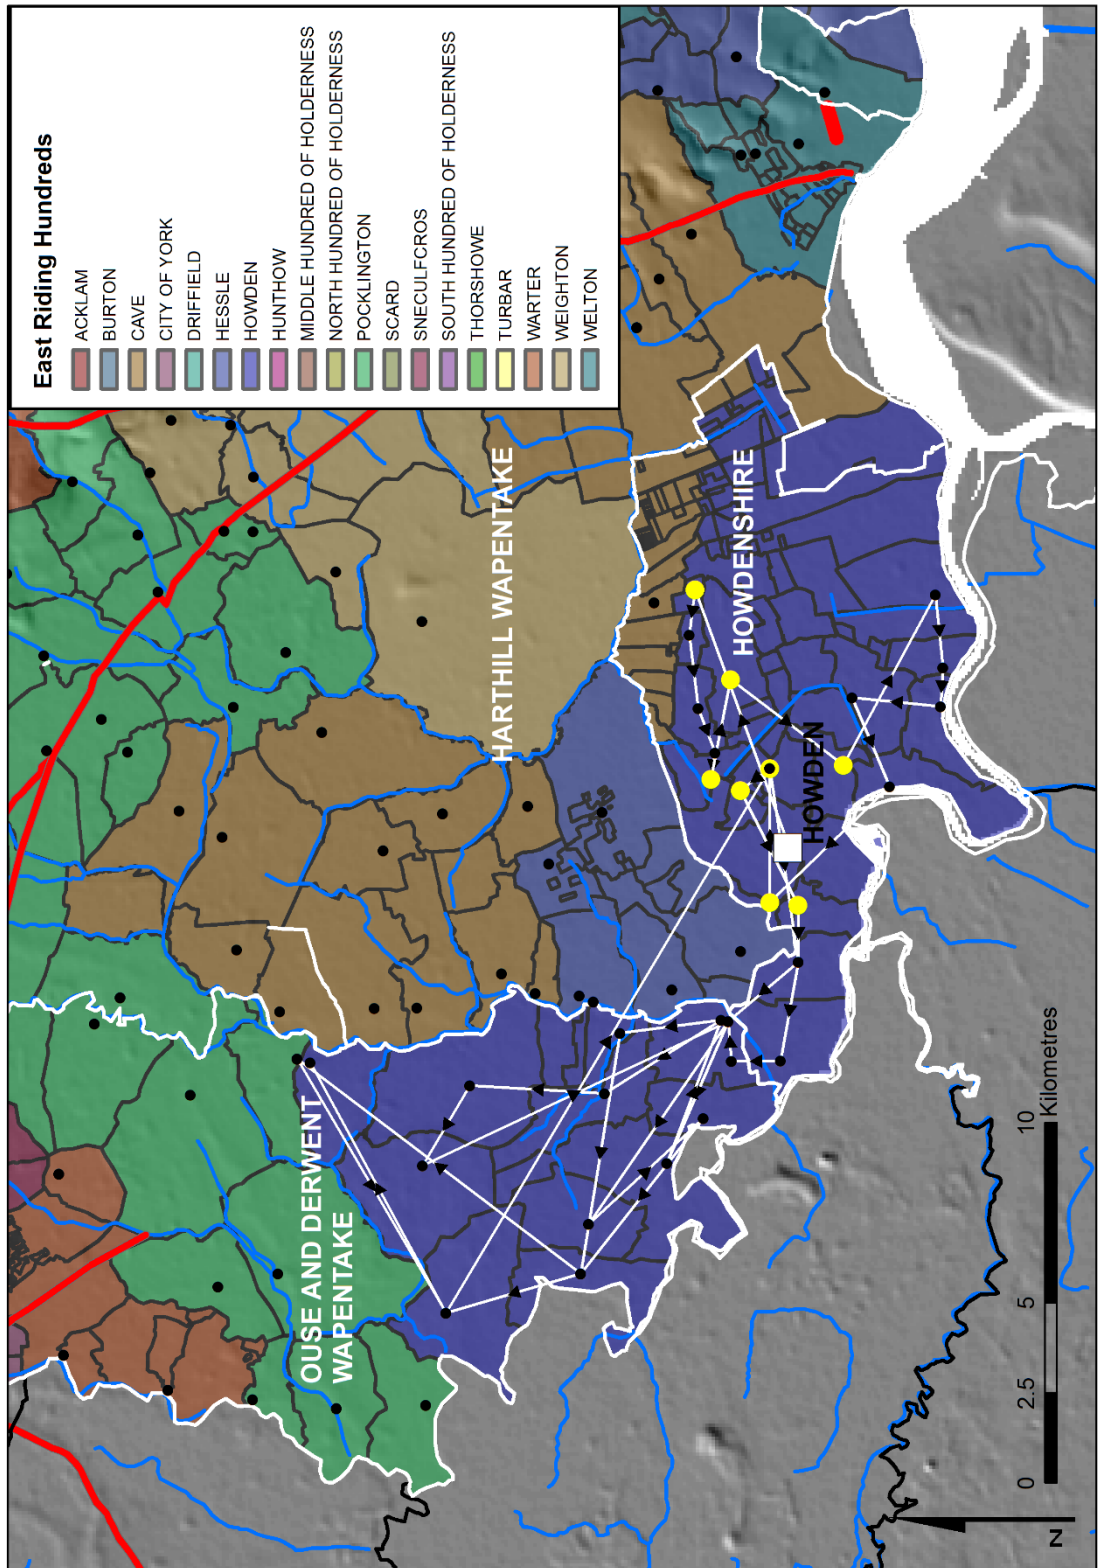 East Riding Hundreds
ACKLAM
BURTON
CAVE
CITY OF YORK
DRIFFIELD
HESSLE
HOWDEN
HUNTHOW
MIDDLE HUNDRED OF HOLDERNESS
NORTH HUNDRED OF HOLDERNESS
POCKLINGTON
SCARD
SNECULFCROS
SOUTH HUNDRED OF HOLDERNESS
THORSHOWE
TURBAR
WARTER
WEIGHTON
WELTON
OUSE AND DERWENT
WAPENTAKE
HARTHILL WAPENTAKE
HOWDENSHIRE
HOWDEN
N
0 2.5 5 10
Kilometres